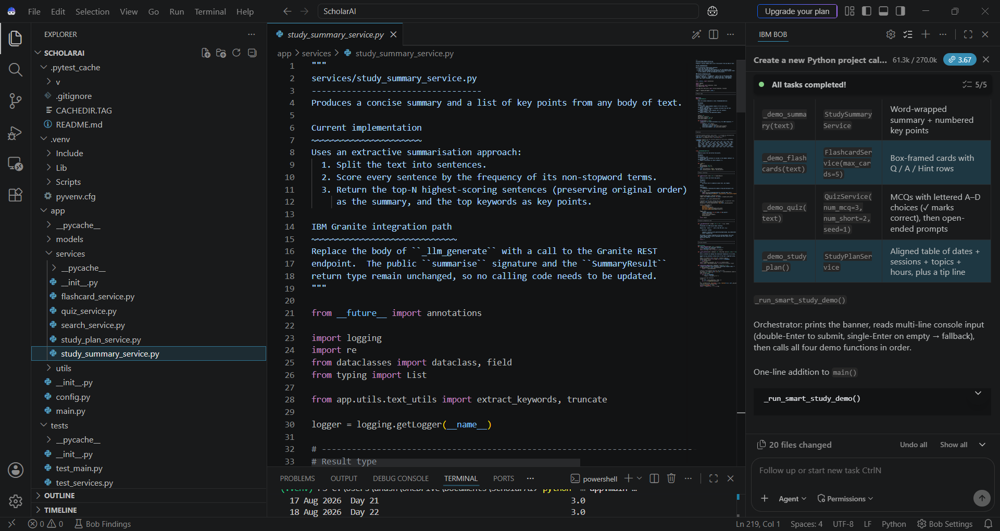 File Edit Selection View Go Run Terminal Help
ScholarAI
Upgrade your plan
EXPLORER
SCHOLARAI
.pytest_cache
v
.gitignore
CACHEDIR.TAG
README.md
.venv
Include
Lib
Scripts
pyvenv.cfg
app
__pycache__
models
services
__pycache__
__init__.py
flashcard_service.py
quiz_service.py
search_service.py
study_plan_service.py
study_summary_service.py
utils
__init__.py
config.py
main.py
tests
__pycache__
__init__.py
test_main.py
test_services.py
OUTLINE
TIMELINE
study_summary_service.py
app > services > study_summary_service.py
1 """
2 services/study_summary_service.py
3 ----------------------------------
4 Produces a concise summary and a list of key points from any body of text.
5
6 Current implementation
7 ~~~~~~~~~~~~~~~~~~~~~~
8 Uses an extractive summarisation approach:
9 1. Split the text into sentences.
10 2. Score every sentence by the frequency of its non-stopword terms.
11 3. Return the top-N highest-scoring sentences (preserving original order)
12 as the summary, and the top keywords as key points.
13
14 IBM Granite integration path
15 ~~~~~~~~~~~~~~~~~~~~~~~~~~~~~
16 Replace the body of ``_llm_generate`` with a call to the Granite REST
17 endpoint.  The public ``summarise`` signature and the ``SummaryResult``
18 return type remain unchanged, so no calling code needs to be updated.
19 """
20
21 from __future__ import annotations
22
23 import logging
24 import re
25 from dataclasses import dataclass, field
26 from typing import List
27
28 from app.utils.text_utils import extract_keywords, truncate
29
30 logger = logging.getLogger(__name__)
31
32 # --------------------------------------------------------------------------
33 # Result type
PROBLEMS OUTPUT DEBUG CONSOLE TERMINAL PORTS
powershell
17 Aug 2026 Day 21 3.0
18 Aug 2026 Day 22 3.0
IBM BOB
Create a new Python project cal... 61.3k / 270.0k 3.67
All tasks completed! 5/5
_demo_summary(text) StudySummaryService Word-wrapped summary + numbered key points
_demo_flashcards(text) FlashcardService(max_cards=5) Box-framed cards with Q / A / Hint rows
_demo_quiz(text) QuizService(num_mcq=3, num_short=2, seed=1) MCQs with lettered A–D choices (✓ marks correct), then open-ended prompts
_demo_study_plan() StudyPlanService Aligned table of dates + sessions + topics + hours, plus a tip line
_run_smart_study_demo()
Orchestrator: prints the banner, reads multi-line console input
(double-Enter to submit, single-Enter on empty → fallback),
then calls all four demo functions in order.
One-line addition to main()
_run_smart_study_demo()
20 files changed Undo all Show all
Follow up or start new task CtrlN
Agent Permissions
0 0 Bob Findings
Ln 219, Col 1 Spaces: 4 UTF-8 LF Python Bob Settings